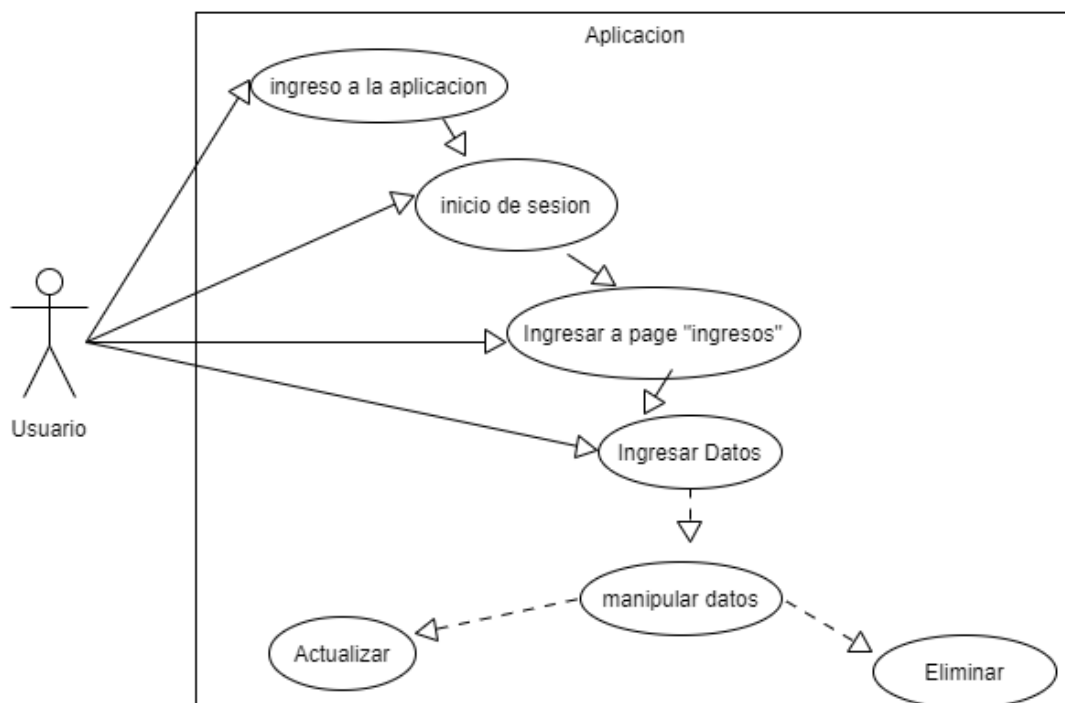 Aplicacion
ingreso a la aplicacion
inicio de sesion
Ingresar a page "ingresos"
Usuario
Ingresar Datos
manipular datos
Actualizar
Eliminar